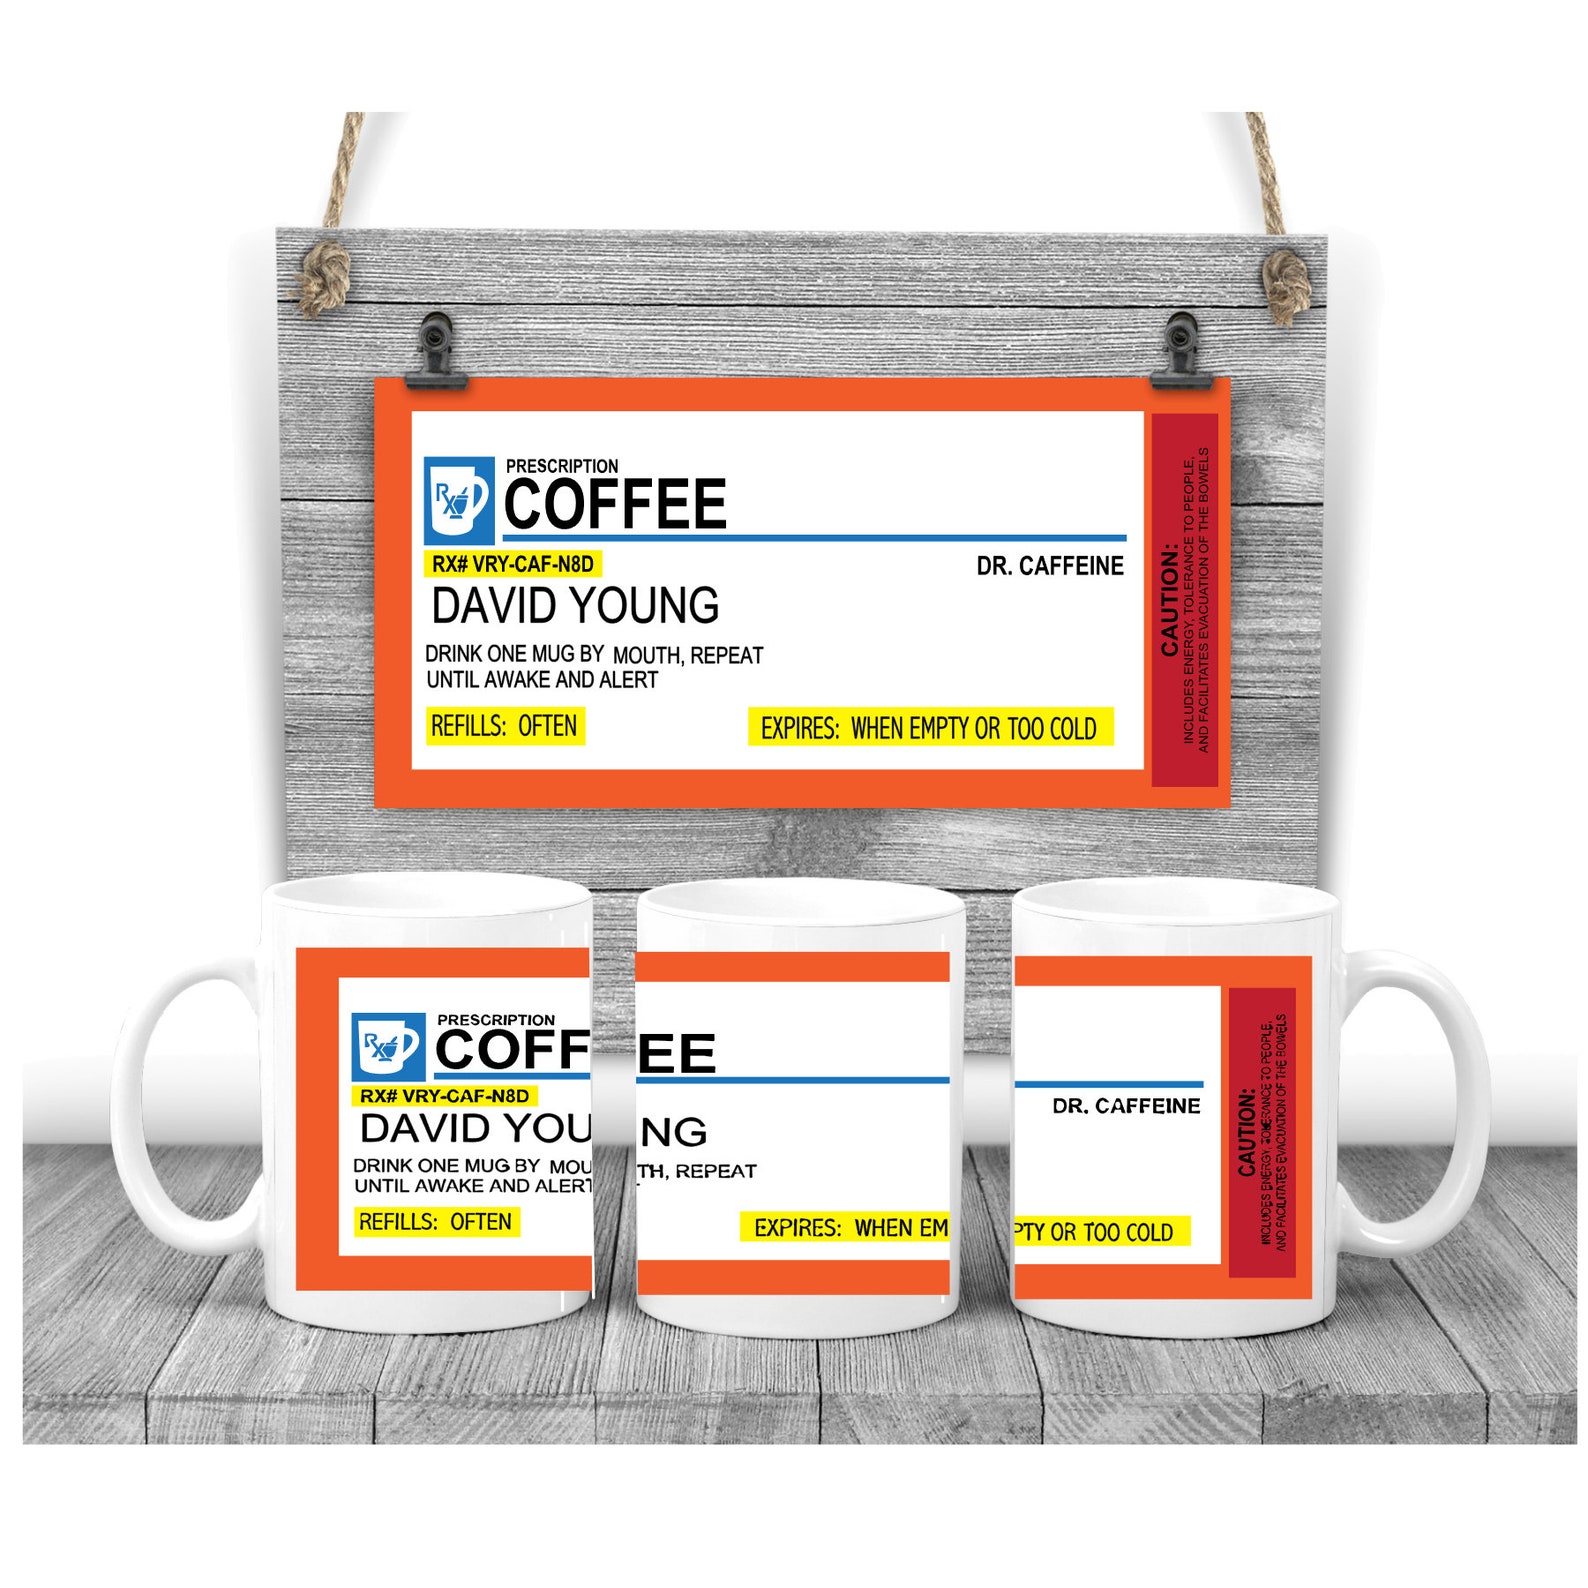 Rx
PRESCRIPTION
COFFEE
RX# VRY-CAF-N8D
DR. CAFFEINE
DAVID YOUNG
DRINK ONE MUG BY MOUTH, REPEAT
UNTIL AWAKE AND ALERT
REFILLS: OFTEN
EXPIRES: WHEN EMPTY OR TOO COLD
CAUTION:
INCLUDES ENERGY, TOLERANCE TO PEOPLE,
AND FACILITATES EVACUATION OF THE BOWELS
Rx
PRESCRIPTION
COFF
RX# VRY-CAF-N8D
DAVID YOU
DRINK ONE MUG BY MOU
UNTIL AWAKE AND ALERT
REFILLS: OFTEN
EE
NG
TH, REPEAT
EXPIRES: WHEN EM
DR. CAFFEINE
PTY OR TOO COLD
CAUTION:
INCLUDES ENERGY, TOLERANCE TO PEOPLE,
AND FACILITATES EVACUATION OF THE BOWELS